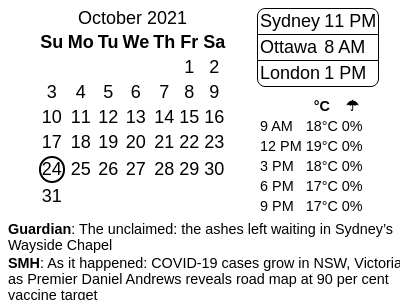 October 2021
Su Mo Tu We Th Fr Sa
1 2
3 4 5 6 7 8 9
10 11 12 13 14 15 16
17 18 19 20 21 22 23
24 25 26 27 28 29 30
31
Sydney 11 PM
Ottawa 8 AM
London 1 PM
°C ☂
9 AM 18°C 0%
12 PM 19°C 0%
3 PM 18°C 0%
6 PM 17°C 0%
9 PM 17°C 0%
Guardian: The unclaimed: the ashes left waiting in Sydney’s
Wayside Chapel
SMH: As it happened: COVID-19 cases grow in NSW, Victoria
as Premier Daniel Andrews reveals road map at 90 per cent
vaccine target